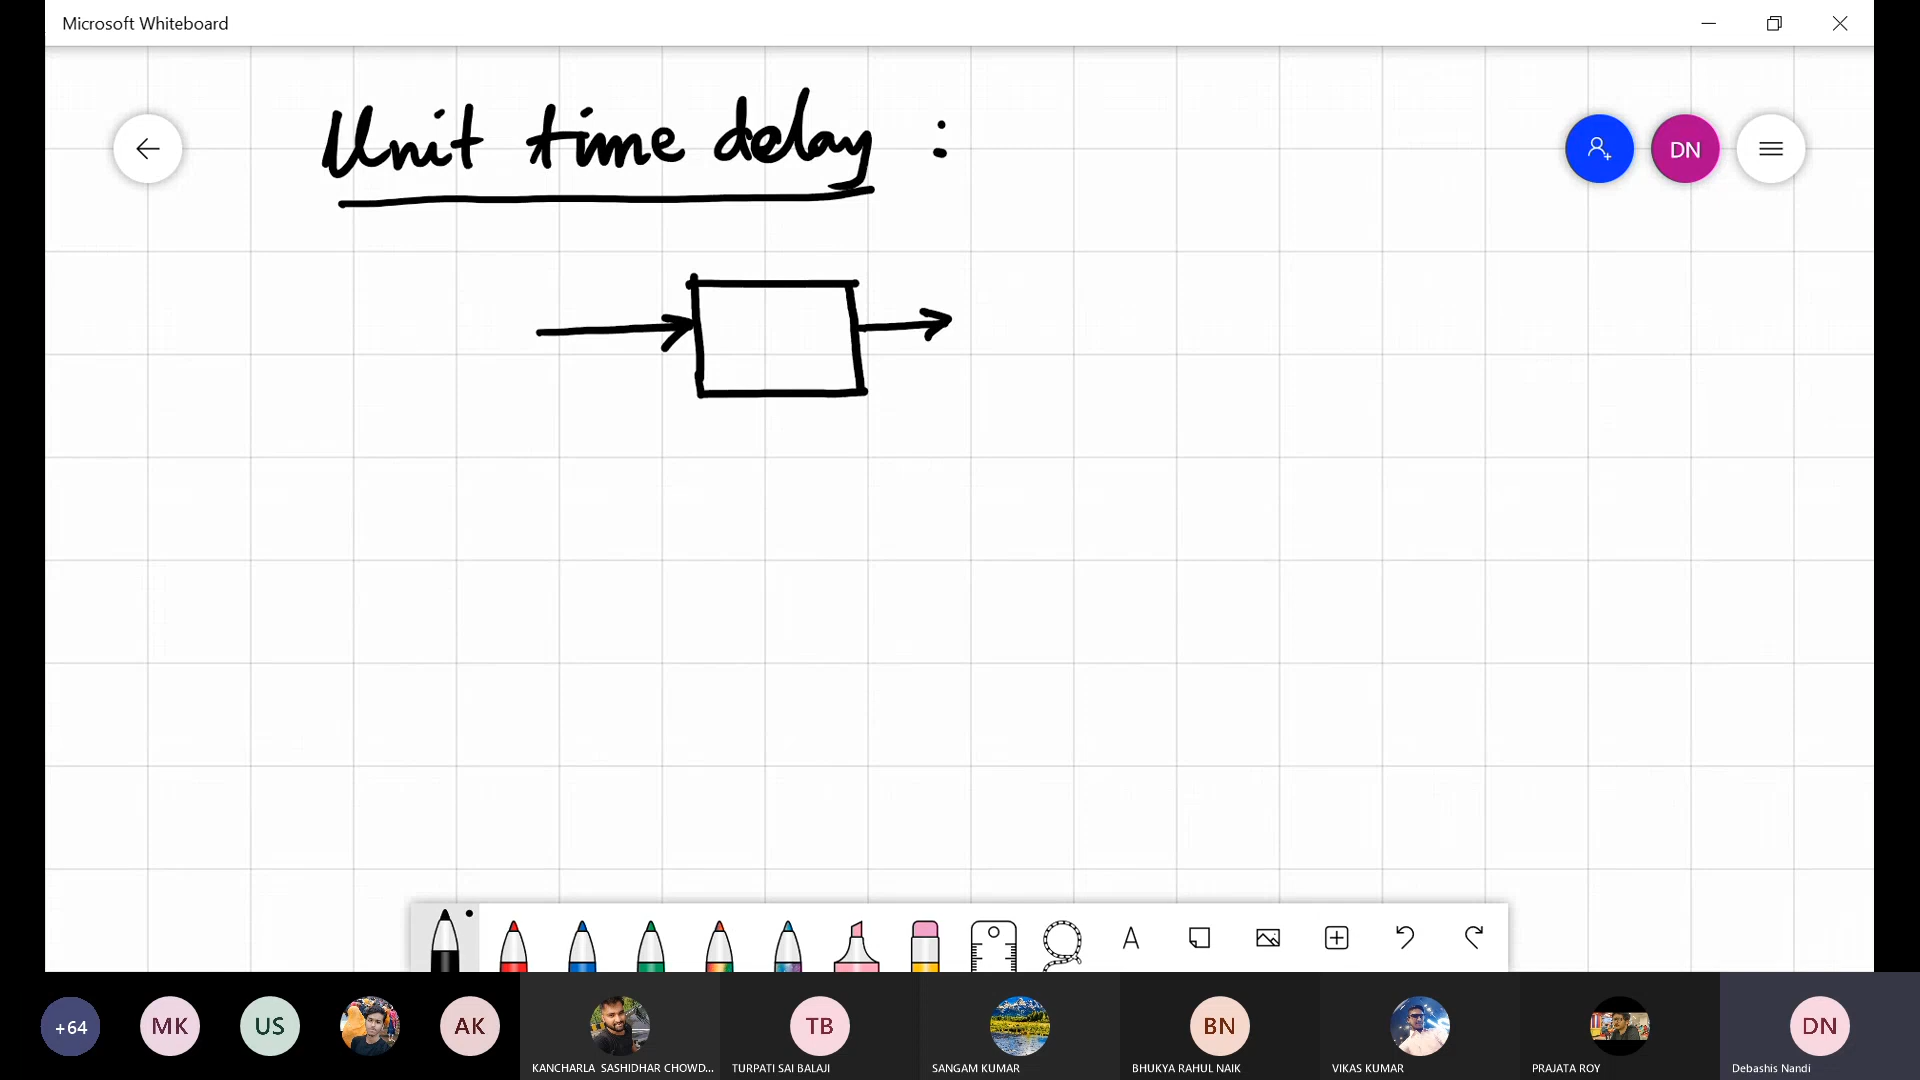 Microsoft Whiteboard
Unit time delay :
DN
+64
MK
US
AK
TB
BN
DN
KANCHARLA SASHIDHAR CHOWD...
TURPATI SAI BALAJI
SANGAM KUMAR
BHUKYA RAHUL NAIK
VIKAS KUMAR
PRAJATA ROY
Debashis Nandi